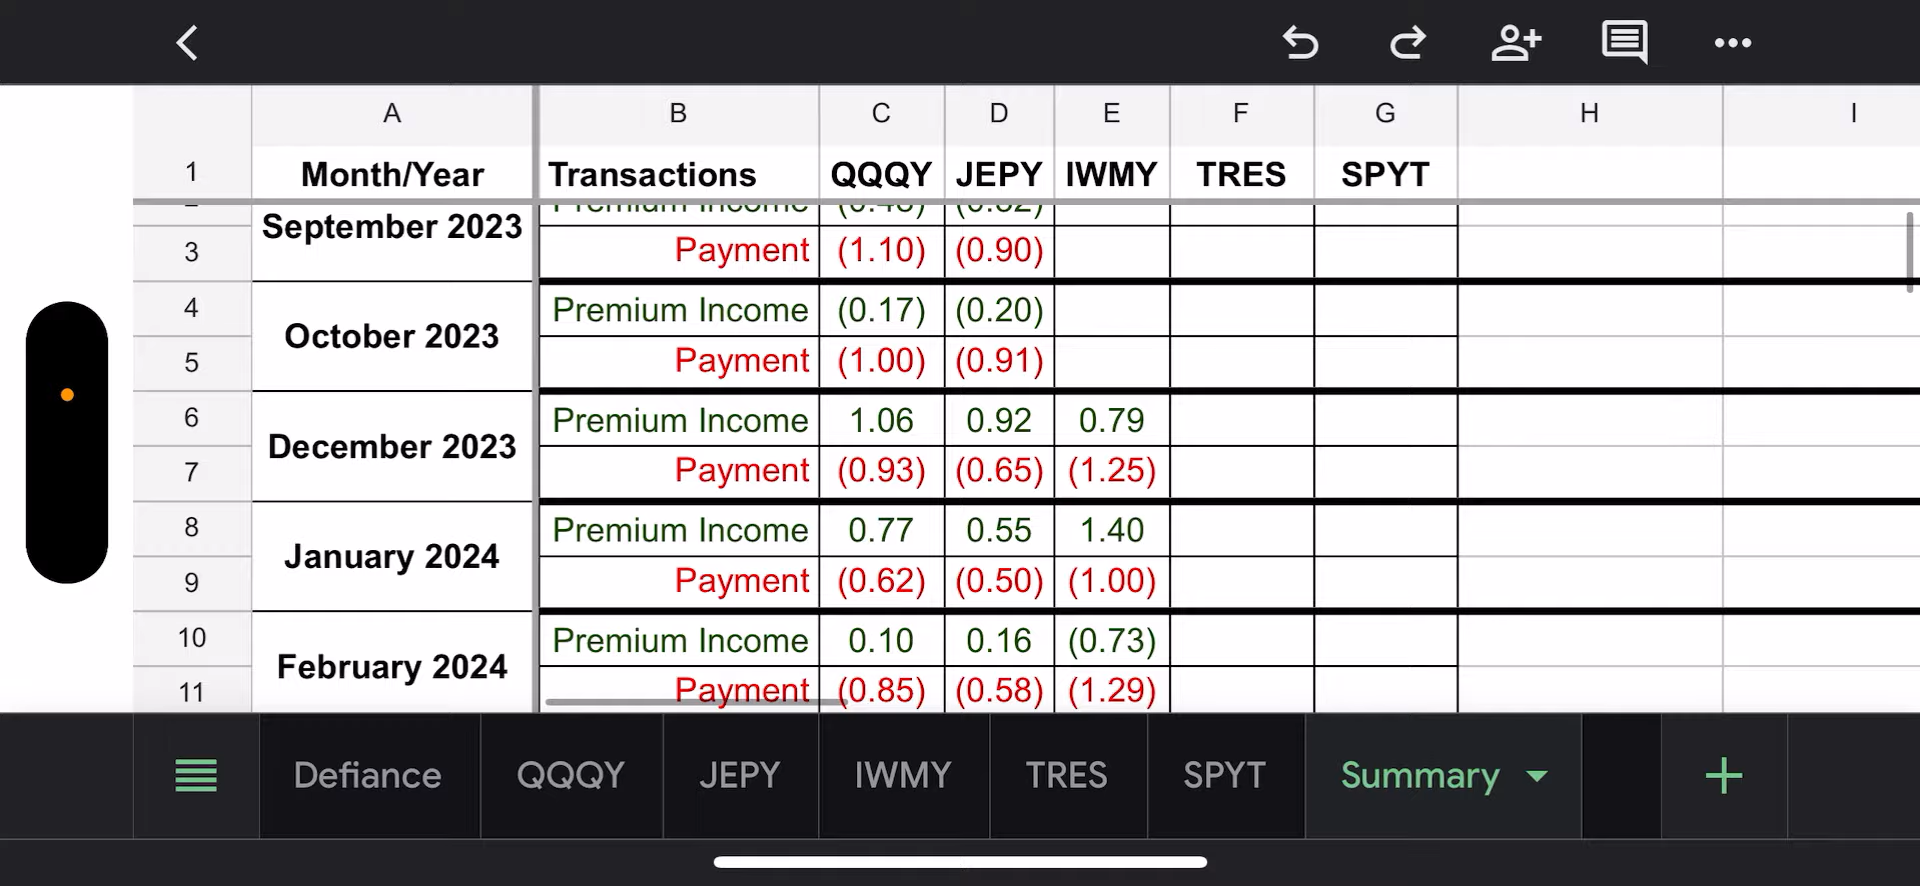 A B C D E F G H I
1 Month/Year Transactions QQQY JEPY IWMY TRES SPYT
September 2023
3 Payment (1.10) (0.90)
4 Premium Income (0.17) (0.20)
October 2023
5 Payment (1.00) (0.91)
6 Premium Income 1.06 0.92 0.79
December 2023
7 Payment (0.93) (0.65) (1.25)
8 Premium Income 0.77 0.55 1.40
January 2024
9 Payment (0.62) (0.50) (1.00)
10 Premium Income 0.10 0.16 (0.73)
February 2024
11 Payment (0.85) (0.58) (1.29)
Defiance QQQY JEPY IWMY TRES SPYT Summary